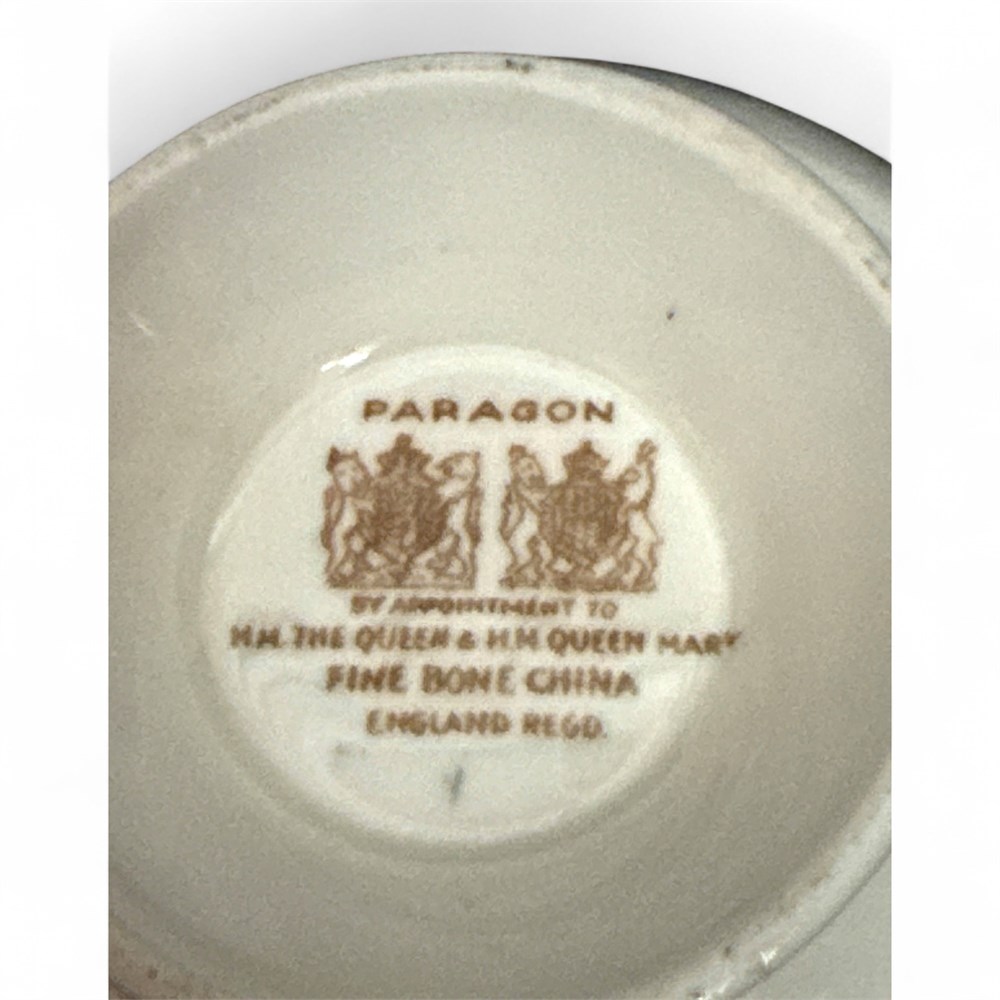 PARAGON
BY APPOINTMENT TO
H.M. THE QUEEN & H.M. QUEEN MARY
FINE BONE CHINA
ENGLAND REGD.